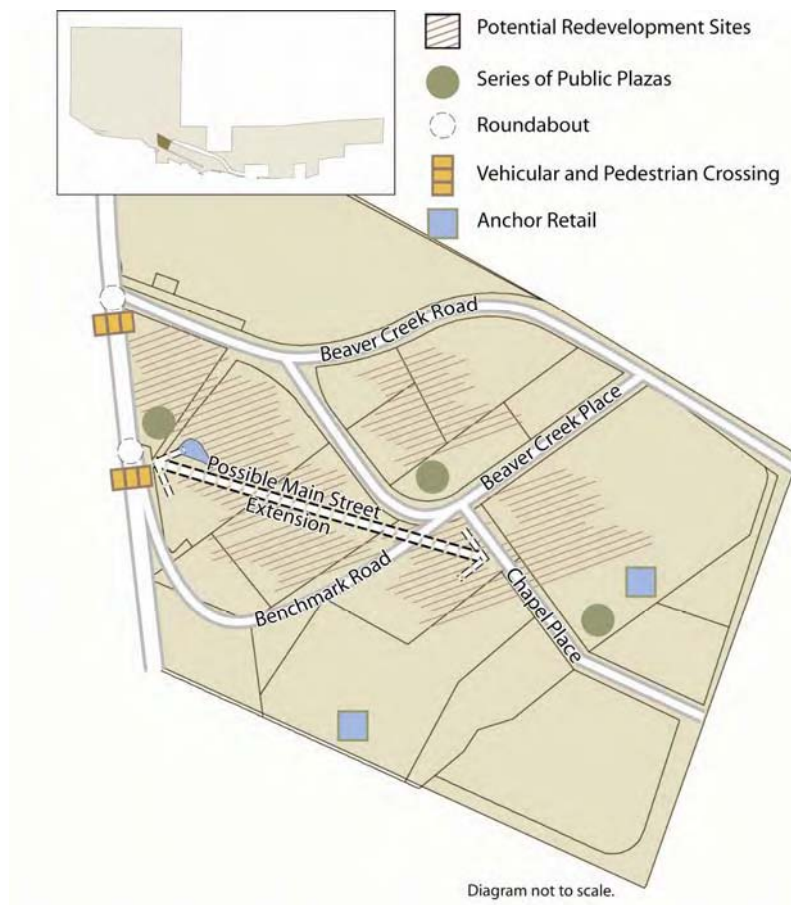 Potential Redevelopment Sites
Series of Public Plazas
Roundabout
Vehicular and Pedestrian Crossing
Anchor Retail
Beaver Creek Road
Beaver Creek Place
Possible Main Street
Extension
Benchmark Road
Chapel Place
Diagram not to scale.